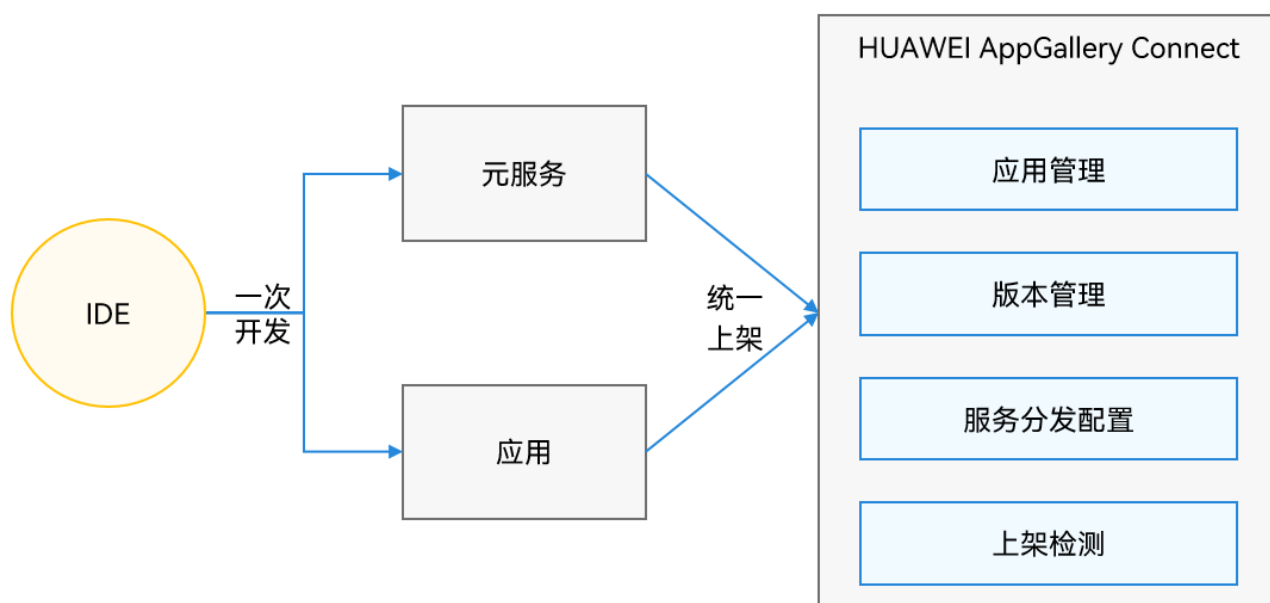 IDE
一次
开发
元服务
应用
统一
上架
HUAWEI AppGallery Connect
应用管理
版本管理
服务分发配置
上架检测